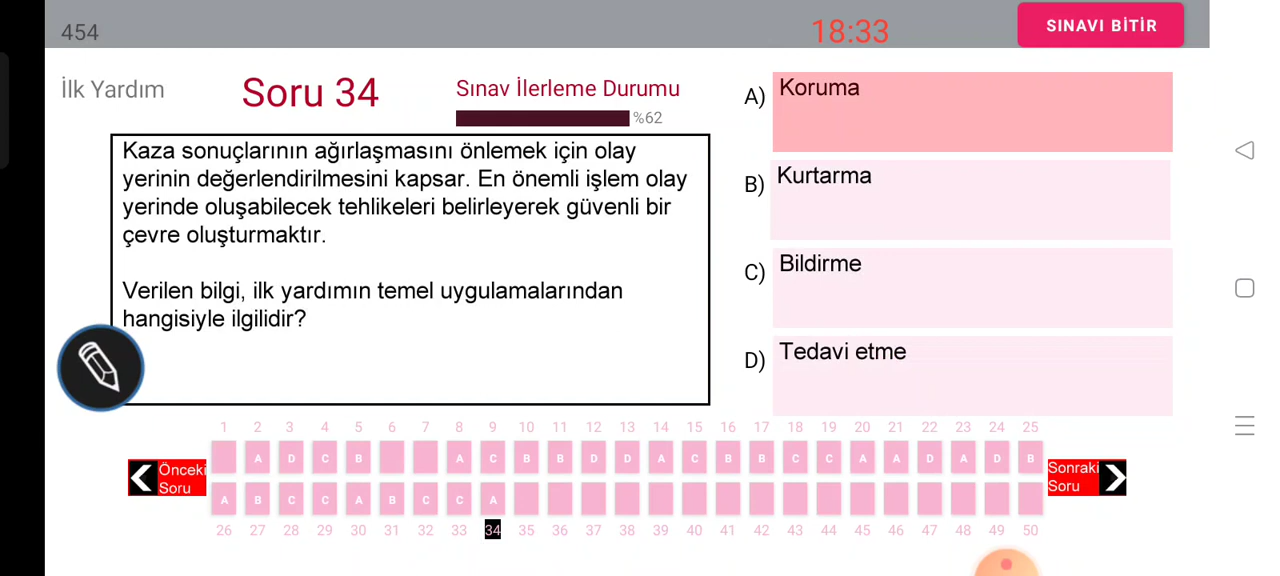 454
18:33
SINAVI BİTİR
İlk Yardım
Soru 34
Sınav İlerleme Durumu
%62
Kaza sonuçlarının ağırlaşmasını önlemek için olay
yerinin değerlendirilmesini kapsar. En önemli işlem olay
yerinde oluşabilecek tehlikeleri belirleyerek güvenli bir
çevre oluşturmaktır.
Verilen bilgi, ilk yardımın temel uygulamalarından
hangisiyle ilgilidir?
A) Koruma
B) Kurtarma
C) Bildirme
D) Tedavi etme
1 2 3 4 5 6 7 8 9 10 11 12 13 14 15 16 17 18 19 20 21 22 23 24 25
A D C B A C B B D D A C B B C C A A D A D B
Önceki
Soru
Sonraki
Soru
A B C C A B C C A
26 27 28 29 30 31 32 33 34 35 36 37 38 39 40 41 42 43 44 45 46 47 48 49 50